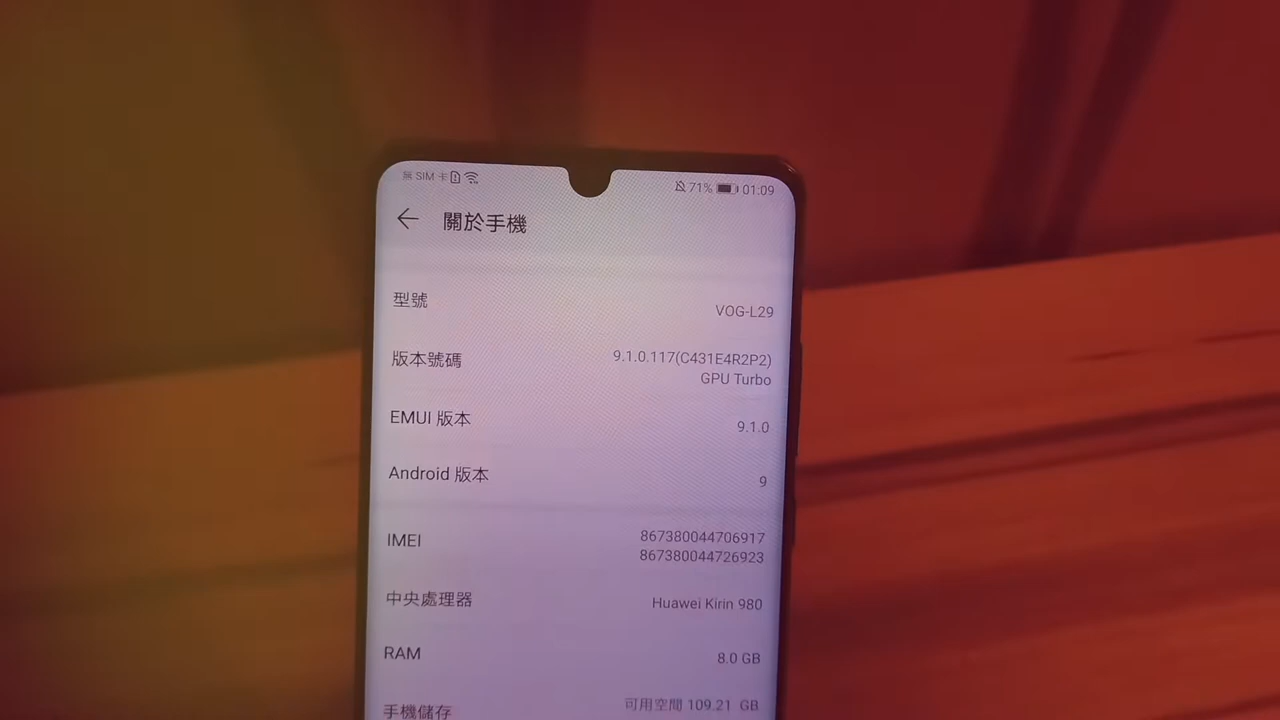 無 SIM 卡
71% 01:09
關於手機
型號 VOG-L29
版本號碼 9.1.0.117(C431E4R2P2)
GPU Turbo
EMUI 版本 9.1.0
Android 版本 9
IMEI 867380044706917
867380044726923
中央處理器 Huawei Kirin 980
RAM 8.0 GB
手機儲存 可用空間 109.21 GB